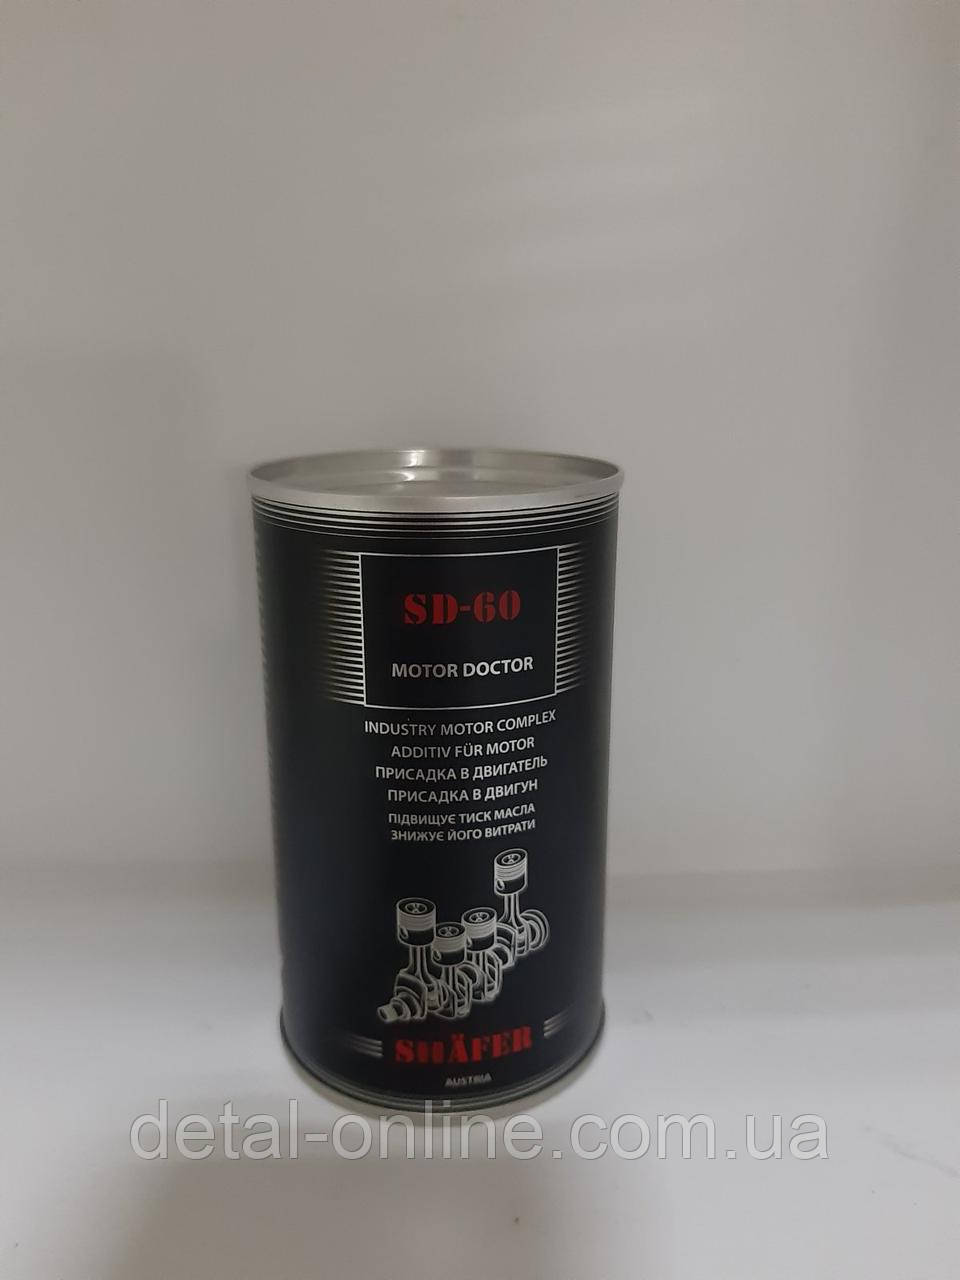 SD-60
MOTOR DOCTOR
INDUSTRY MOTOR COMPLEX
ADDITIV FÜR MOTOR
ПРИСАДКА В ДВИГАТЕЛЬ
ПРИСАДКА В ДВИГУН
ПІДВИЩУЄ ТИСК МАСЛА
ЗНИЖУЄ ЙОГО ВИТРАТИ
SHÄFER
AUSTRIA
detal-online.com.ua